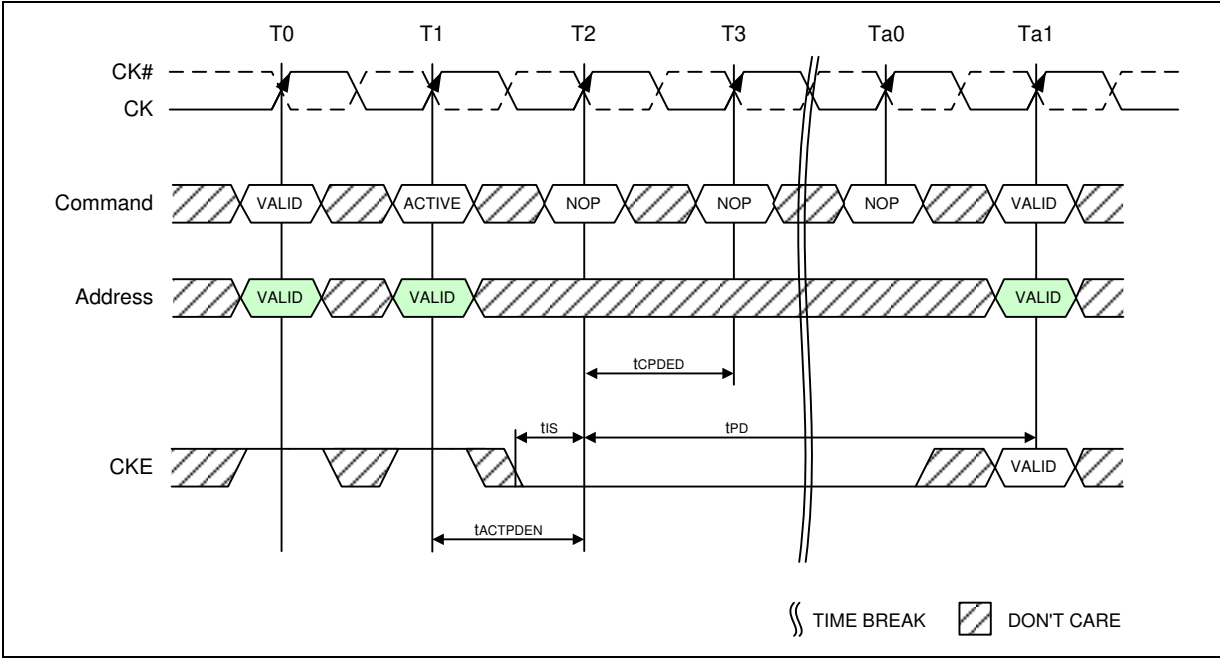 T0 T1 T2 T3 Ta0 Ta1
CK#
CK
Command VALID ACTIVE NOP NOP NOP VALID
Address VALID VALID VALID
tCPDED
tIS tPD
CKE VALID
tACTPDEN
TIME BREAK DON'T CARE